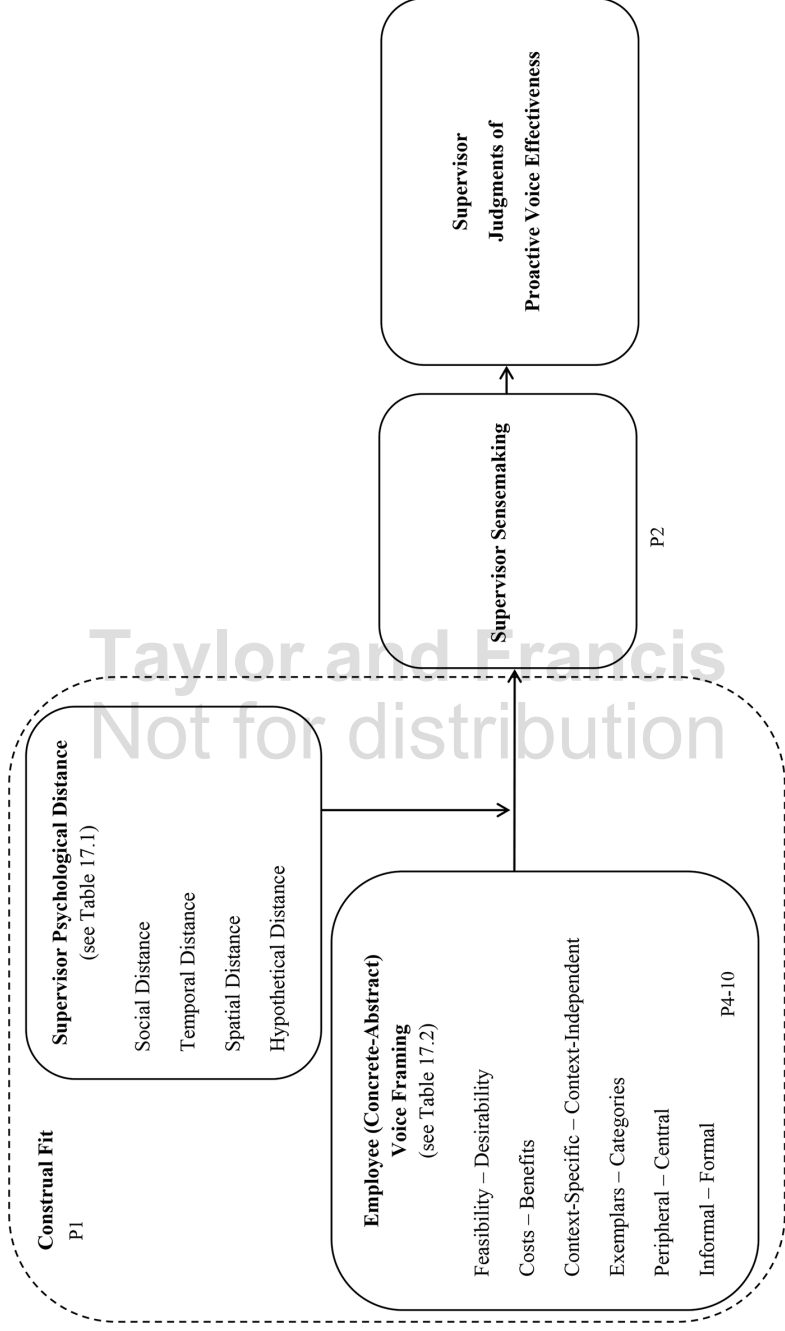 Construal Fit
P1
Supervisor Psychological Distance
(see Table 17.1)
Social Distance
Temporal Distance
Spatial Distance
Hypothetical Distance
Employee (Concrete-Abstract)
Voice Framing
(see Table 17.2)
Feasibility – Desirability
Costs – Benefits
Context-Specific – Context-Independent
Exemplars – Categories
Peripheral – Central
Informal – Formal
P4-10
Supervisor Sensemaking
P2
Supervisor
Judgments of
Proactive Voice Effectiveness
Taylor and Francis
Not for distribution